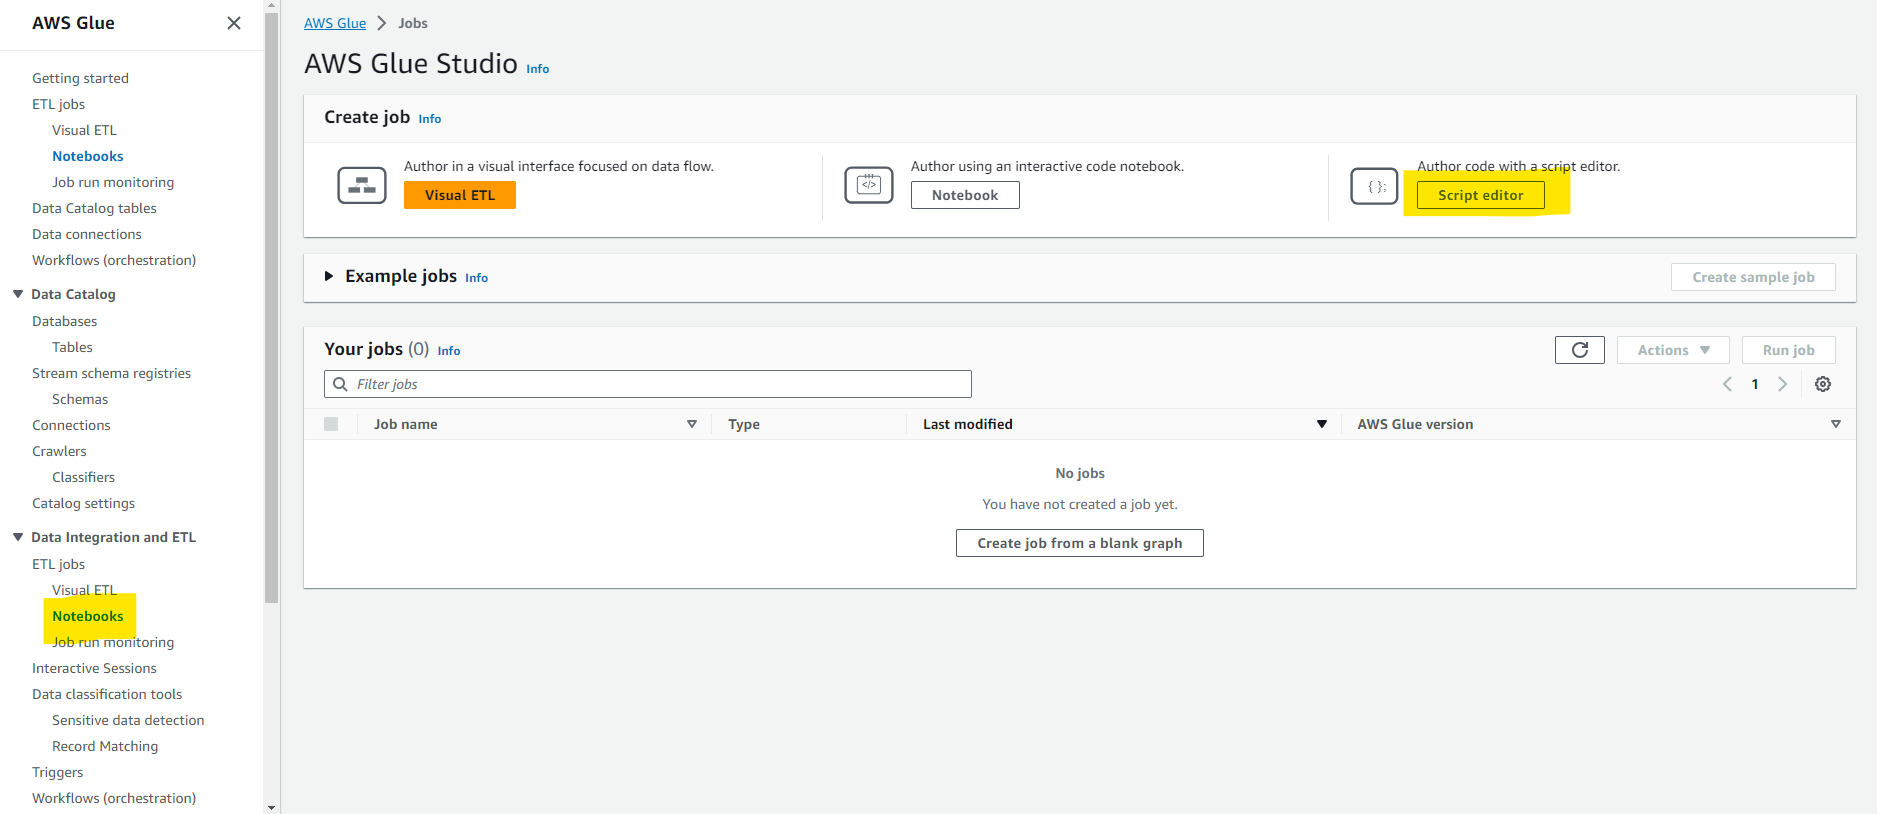 AWS Glue
Getting started
ETL jobs
Visual ETL
Notebooks
Job run monitoring
Data Catalog tables
Data connections
Workflows (orchestration)
Data Catalog
Databases
Tables
Stream schema registries
Schemas
Connections
Crawlers
Classifiers
Catalog settings
Data Integration and ETL
ETL jobs
Visual ETL
Notebooks
Job run monitoring
Interactive Sessions
Data classification tools
Sensitive data detection
Record Matching
Triggers
Workflows (orchestration)
AWS Glue > Jobs
AWS Glue Studio Info
Create job Info
Author in a visual interface focused on data flow.
Visual ETL
</>
Author using an interactive code notebook.
Notebook
{ };
Author code with a script editor.
Script editor
Example jobs Info
Create sample job
Your jobs (0) Info
Actions
Run job
Filter jobs
1
Job name Type Last modified AWS Glue version
No jobs
You have not created a job yet.
Create job from a blank graph